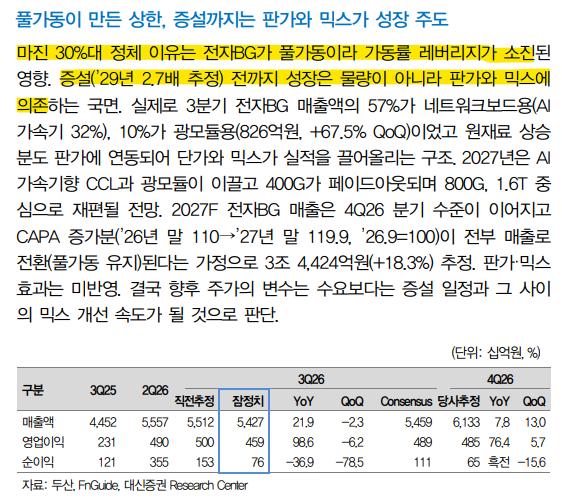 풀가동이 만든 상한, 증설까지는 판가와 믹스가 성장 주도
마진 30%대 정체 이유는 전자BG가 풀가동이라 가동률 레버리지가 소진된
영향. 증설('29년 2.7배 추정) 전까지 성장은 물량이 아니라 판가와 믹스에
의존하는 국면. 실제로 3분기 전자BG 매출액의 57%가 네트워크보드용(AI
가속기 32%), 10%가 광모듈용(826억원, +67.5% QoQ)이었고 원재료 상승
분도 판가에 연동되어 단가와 믹스가 실적을 끌어올리는 구조. 2027년은 AI
가속기향 CCL과 광모듈이 이끌고 400G가 페이드아웃되며 800G, 1.6T 중
심으로 재편될 전망. 2027F 전자BG 매출은 4Q26 분기 수준이 이어지고
CAPA 증가분('26년 말 110→'27년 말 119.9, '26.9=100)이 전부 매출로
전환(풀가동 유지)된다는 가정으로 3조 4,424억원(+18.3%) 추정. 판가·믹스
효과는 미반영. 결국 향후 주가의 변수는 수요보다는 증설 일정과 그 사이
의 믹스 개선 속도가 될 것으로 판단.
(단위: 십억원, %)
구분 3Q25 2Q26 3Q26 4Q26
직전추정 잠정치 YoY QoQ Consensus 당사추정 YoY QoQ
매출액 4,452 5,557 5,512 5,427 21.9 -2.3 5,459 6,133 7.8 13.0
영업이익 231 490 500 459 98.6 -6.2 489 485 76.4 5.7
순이익 121 355 153 76 -36.9 -78.5 111 65 흑전 -15.6
자료: 두산, FnGuide, 대신증권 Research Center